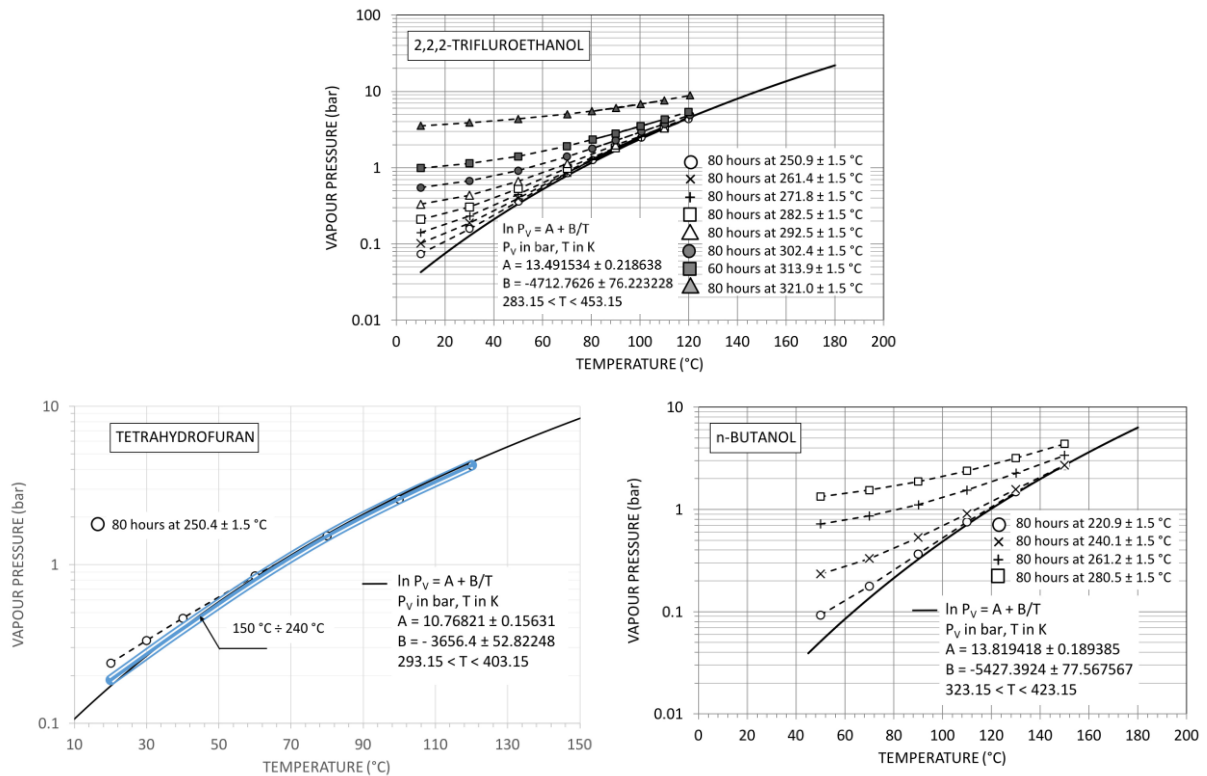 2,2,2-TRIFLUROETHANOL
VAPOUR PRESSURE (bar)
100
10
1
0.1
0.01
80 hours at 250.9 ± 1.5 °C
80 hours at 261.4 ± 1.5°C
80 hours at 271.8 ± 1.5°C
80 hours at 282.5 ± 1.5°C
80 hours at 292.5 ± 1.5°C
80 hours at 302.4 ± 1.5°C
60 hours at 313.9 ± 1.5°C
80 hours at 321.0 ± 1.5°C
ln PV = A + B/T
PV in bar, T in K
A = 13.491534 ± 0.218638
B = -4712.7626 ± 76.223228
283.15 < T < 453.15
0 20 40 60 80 100 120 140 160 180 200
TEMPERATURE (°C)
TETRAHYDROFURAN
VAPOUR PRESSURE (bar)
10
1
0.1
80 hours at 250.4 ± 1.5 °C
150 °C ÷ 240 °C
ln PV = A + B/T
PV in bar, T in K
A = 10.76821 ± 0.15631
B = - 3656.4 ± 52.82248
293.15 < T < 403.15
10 30 50 70 90 110 130 150
TEMPERATURE (°C)
n-BUTANOL
VAPOUR PRESSURE (bar)
10
1
0.1
0.01
80 hours at 220.9 ± 1.5 °C
80 hours at 240.1 ± 1.5°C
80 hours at 261.2 ± 1.5°C
80 hours at 280.5 ± 1.5°C
ln PV = A + B/T
PV in bar, T in K
A = 13.819418 ± 0.189385
B = -5427.3924 ± 77.567567
323.15 < T < 423.15
0 20 40 60 80 100 120 140 160 180 200
TEMPERATURE (°C)